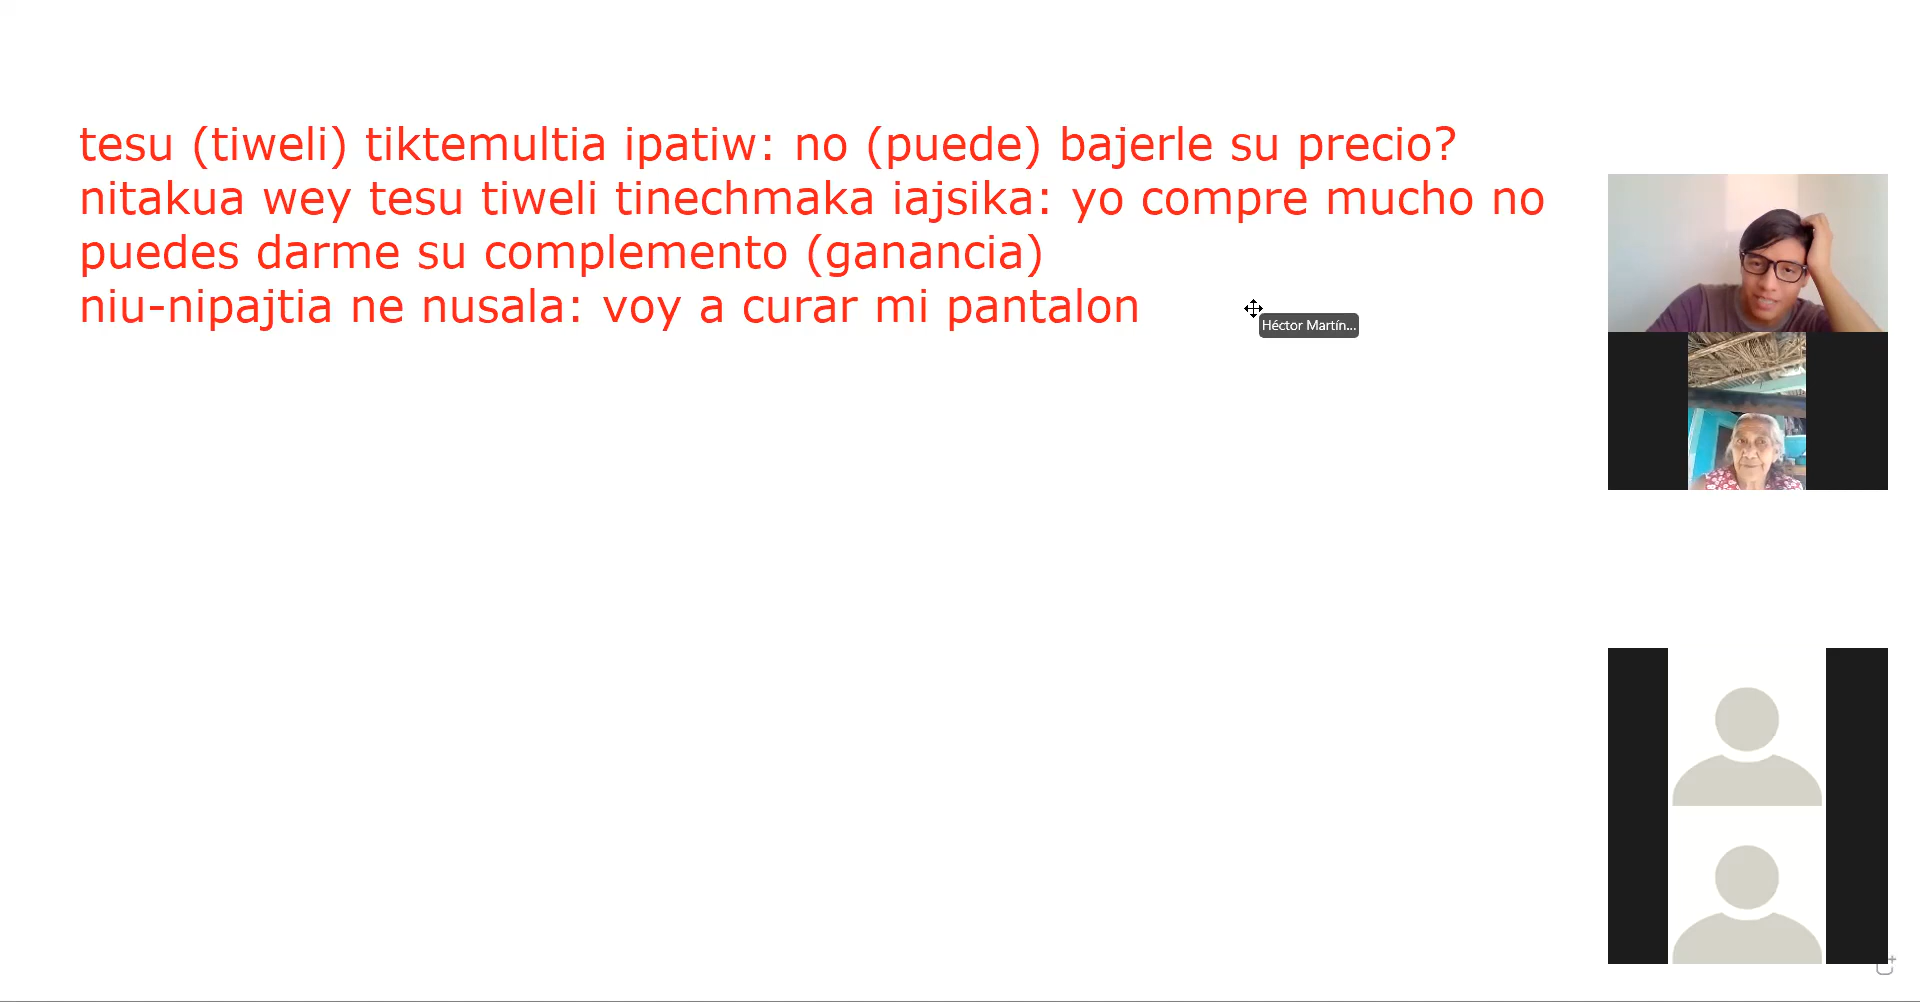 tesu (tiweli) tiktemultia ipatiw: no (puede) bajerle su precio?
nitakua wey tesu tiweli tinechmaka iajsika: yo compre mucho no
puedes darme su complemento (ganancia)
niu-nipajtia ne nusala: voy a curar mi pantalon
Héctor Martín...